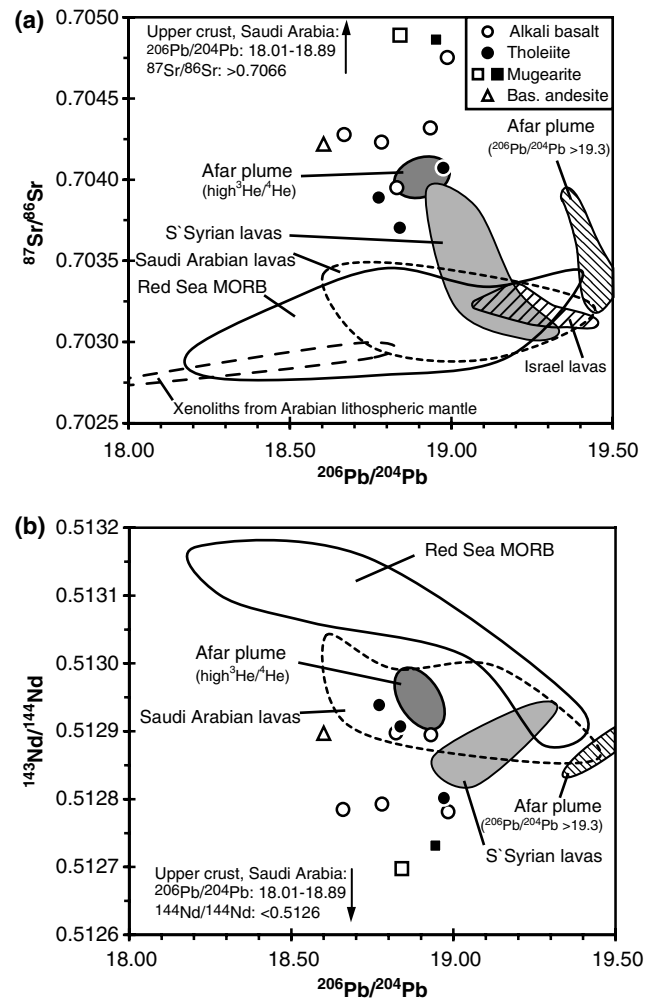 (a)
Upper crust, Saudi Arabia:
206Pb/204Pb: 18.01-18.89
87Sr/86Sr: >0.7066
Alkali basalt
Tholeiite
Mugearite
Bas. andesite
Afar plume
(206Pb/204Pb >19.3)
Afar plume
(high3He/4He)
S`Syrian lavas
Saudi Arabian lavas
Red Sea MORB
Israel lavas
Xenoliths from Arabian lithospheric mantle
0.7050
0.7045
0.7040
0.7035
0.7030
0.7025
87Sr/86Sr
18.00
18.50
19.00
19.50
206Pb/204Pb
(b)
Red Sea MORB
Afar plume
(high3He/4He)
Saudi Arabian lavas
Afar plume
(206Pb/204Pb >19.3)
S`Syrian lavas
Upper crust, Saudi Arabia:
206Pb/204Pb: 18.01-18.89
144Nd/144Nd: <0.5126
0.5132
0.5131
0.5130
0.5129
0.5128
0.5127
0.5126
143Nd/144Nd
18.00
18.50
19.00
19.50
206Pb/204Pb